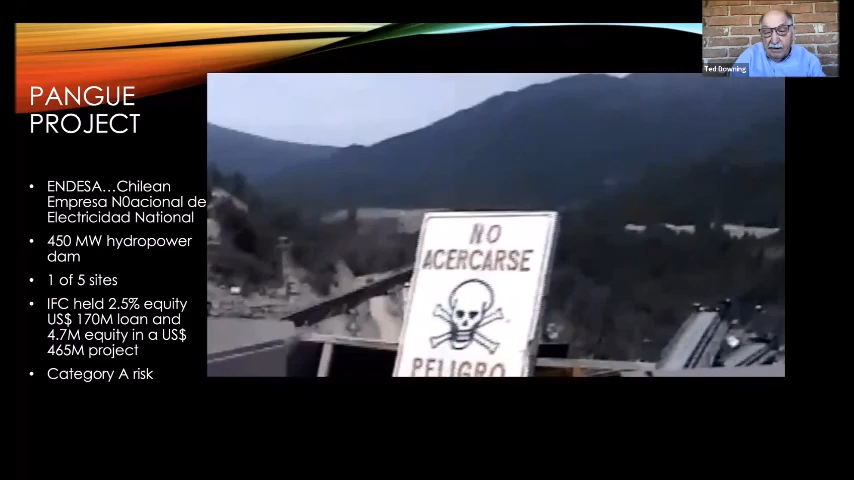 PANGUE
PROJECT
• ENDESA...Chilean
Empresa N0acional de
Electricidad National
• 450 MW hydropower
dam
• 1 of 5 sites
• IFC held 2.5% equity
US$ 170M loan and
4.7M equity in a US$
465M project
• Category A risk
NO
ACERCARSE
PELIGRO
Ted Downing